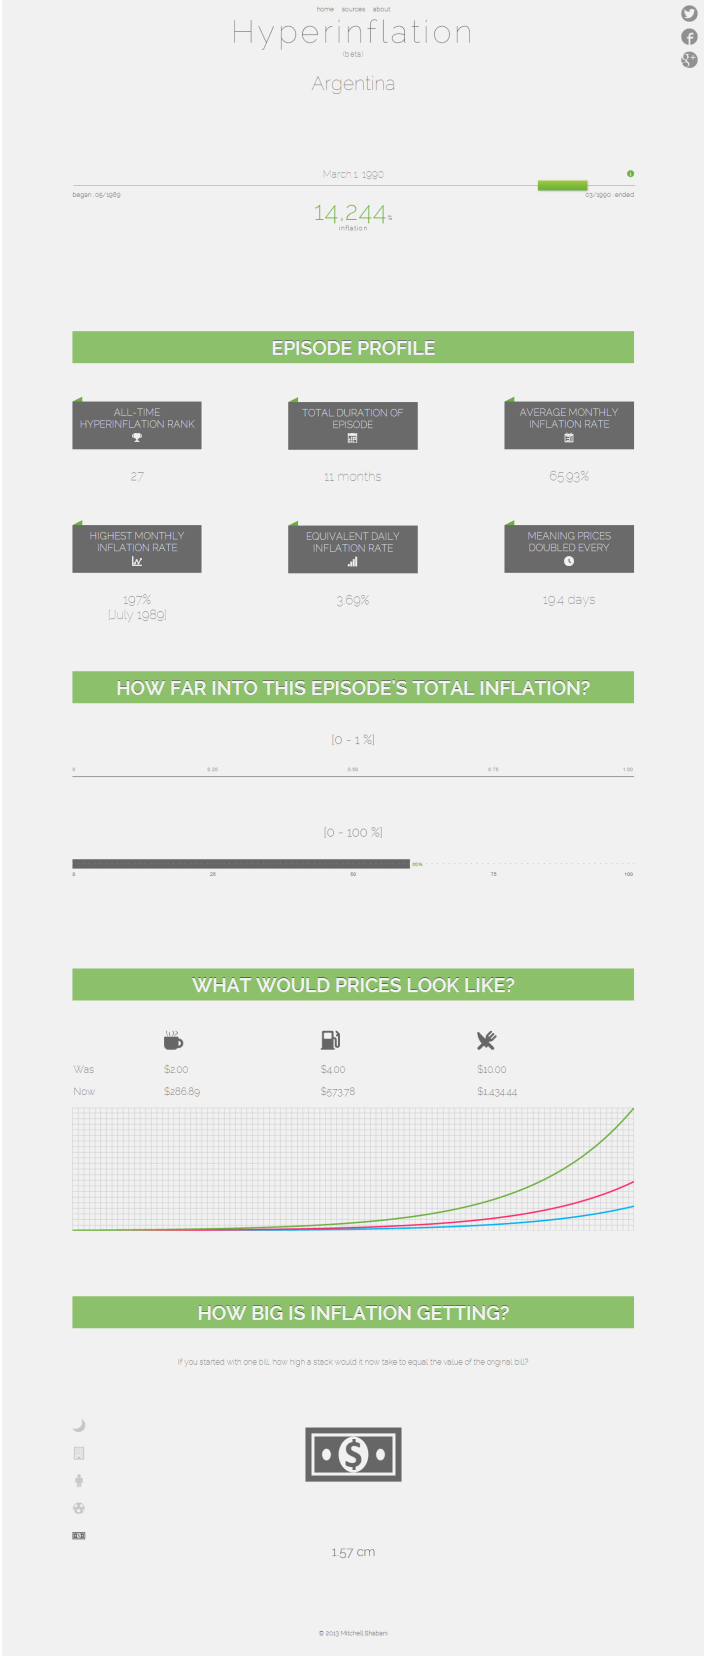 home sources about
Hyperinflation
(beta)
Argentina
March 1, 1990
began 05/1989
03/1990 ended
14,244%
inflation
EPISODE PROFILE
ALL-TIME
HYPERINFLATION RANK
27
TOTAL DURATION OF
EPISODE
11 months
AVERAGE MONTHLY
INFLATION RATE
65.93%
HIGHEST MONTHLY
INFLATION RATE
197%
[July 1989]
EQUIVALENT DAILY
INFLATION RATE
3.69%
MEANING PRICES
DOUBLED EVERY
19.4 days
HOW FAR INTO THIS EPISODE'S TOTAL INFLATION?
[0 - 1 %]
0 0.25 0.50 0.75 1.00
[0 - 100 %]
60%
0 25 50 75 100
WHAT WOULD PRICES LOOK LIKE?
Was $2.00 $4.00 $10.00
Now $286.89 $573.78 $1,434.44
HOW BIG IS INFLATION GETTING?
If you started with one bill, how high a stack would it now take to equal the value of the orginal bill?
1.57 cm
© 2013 Mitchell Shabani